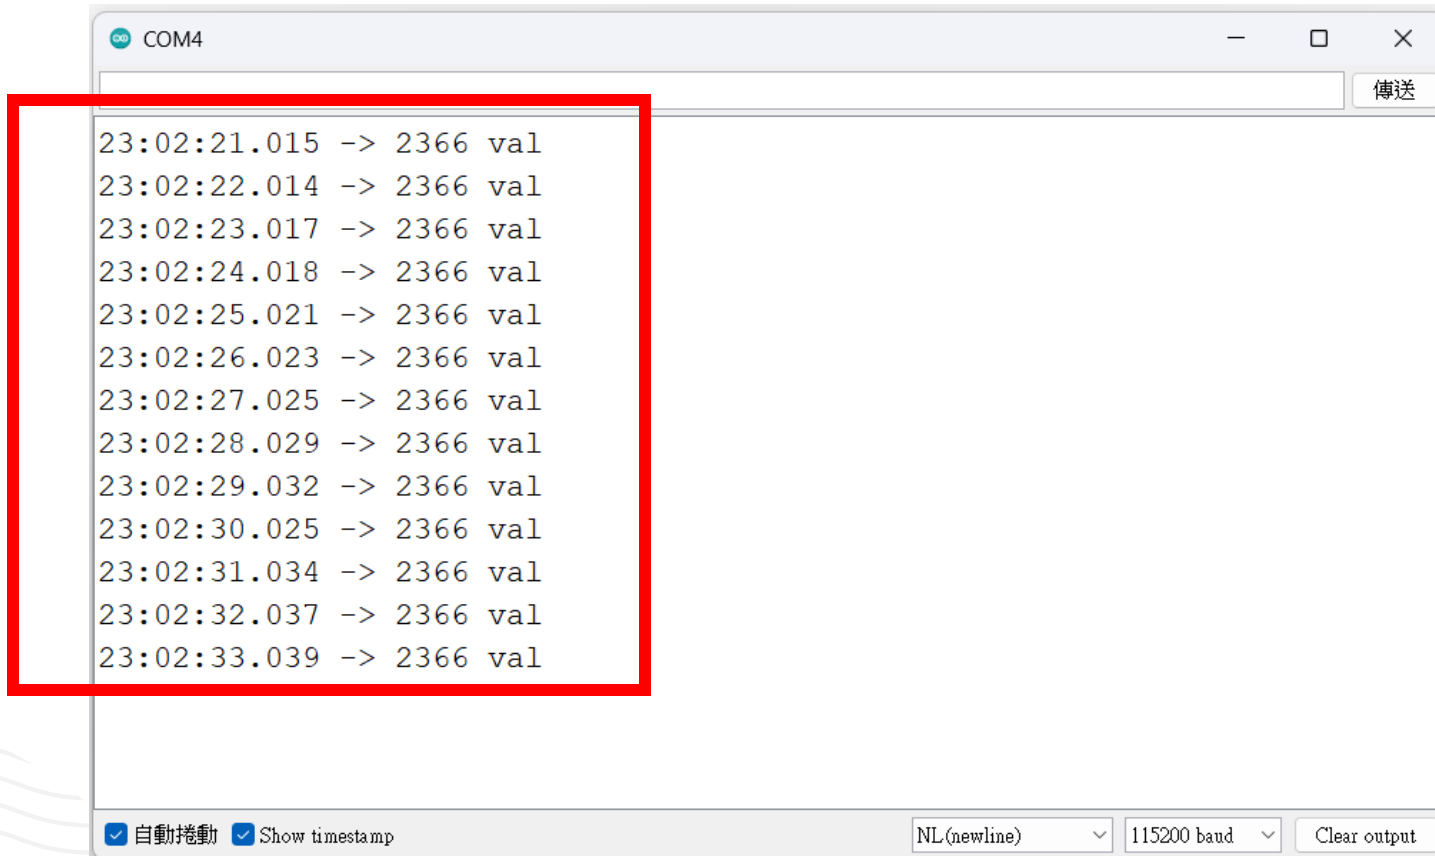 COM4
傳送
23:02:21.015 -> 2366 val
23:02:22.014 -> 2366 val
23:02:23.017 -> 2366 val
23:02:24.018 -> 2366 val
23:02:25.021 -> 2366 val
23:02:26.023 -> 2366 val
23:02:27.025 -> 2366 val
23:02:28.029 -> 2366 val
23:02:29.032 -> 2366 val
23:02:30.025 -> 2366 val
23:02:31.034 -> 2366 val
23:02:32.037 -> 2366 val
23:02:33.039 -> 2366 val
自動捲動 Show timestamp NL(newline) 115200 baud Clear output